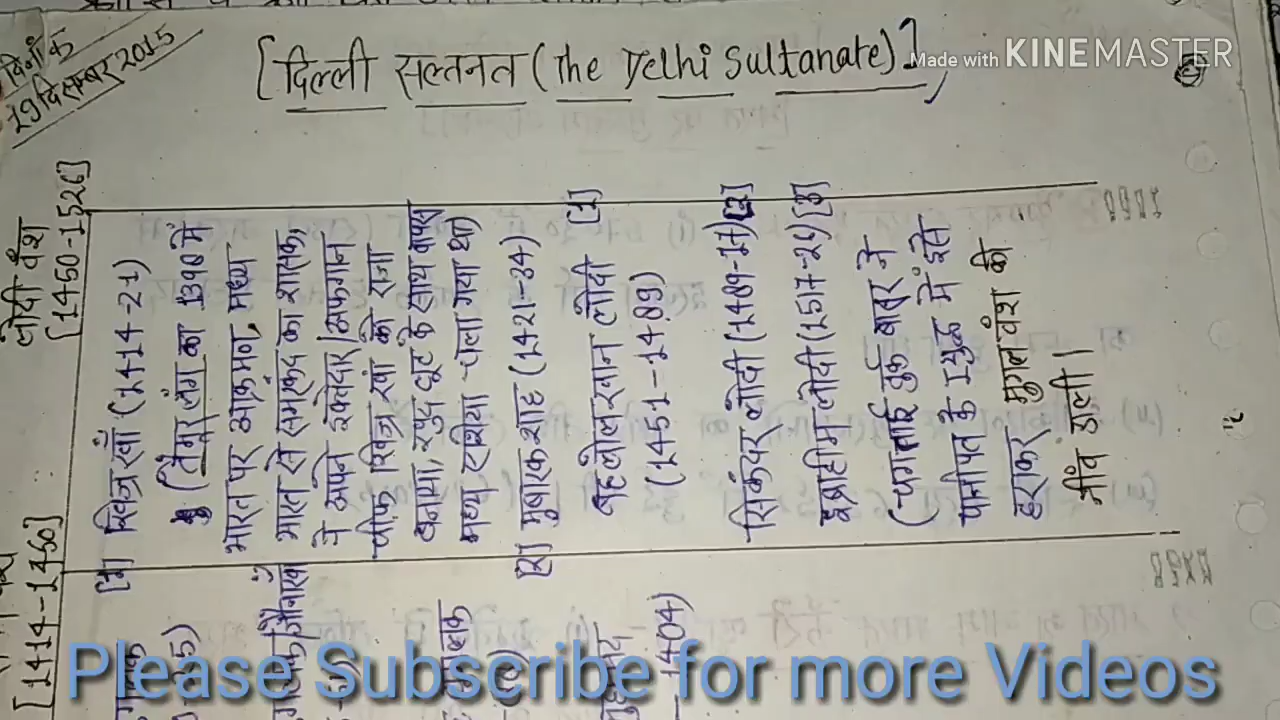 दिनाँक
19 दिसम्बर 2015
[दिल्ली सल्तनत (The Delhi Sultanate)]
Made with KINEMASTER
लोदी वंश
[1450-1526]
[1414-1450]
[1] खिज्र खाँ (1414-21)
(तैमूर लंग का 1398 में
भारत पर आक्रमण, मध्य
भारत से समरकंद का शासक,
ने अपने इक्तेदार/अफगान
चीफ खिज्र खां को राजा
बनाया, खुद लूट के साथ वापस
मध्य एशिया चला गया था)
[2] मुबारक शाह (1421-34)
[1]
बहलोल खान लोदी
(1451-1489)
सिकंदर लोदी (1489-17) [2]
इब्राहीम लोदी (1517-26) [3]
(चगताई तुर्क बाबर ने
पानीपत के I युद्ध में इसे
हराकर मुगल वंश की
नींव डाली।
1404)
Please Subscribe for more Videos